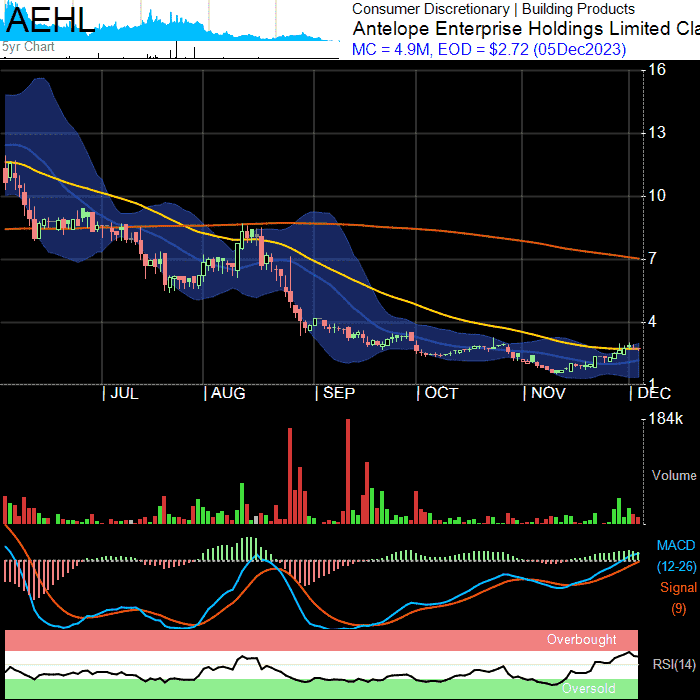 AEHL
5yr Chart
Consumer Discretionary | Building Products
Antelope Enterprise Holdings Limited Cla
MC = 4.9M, EOD = $2.72 (05Dec2023)
16
13
10
7
4
1
JUL
AUG
SEP
OCT
NOV
DEC
184k
Volume
MACD
(12-26)
Signal
(9)
Overbought
RSI(14)
Oversold